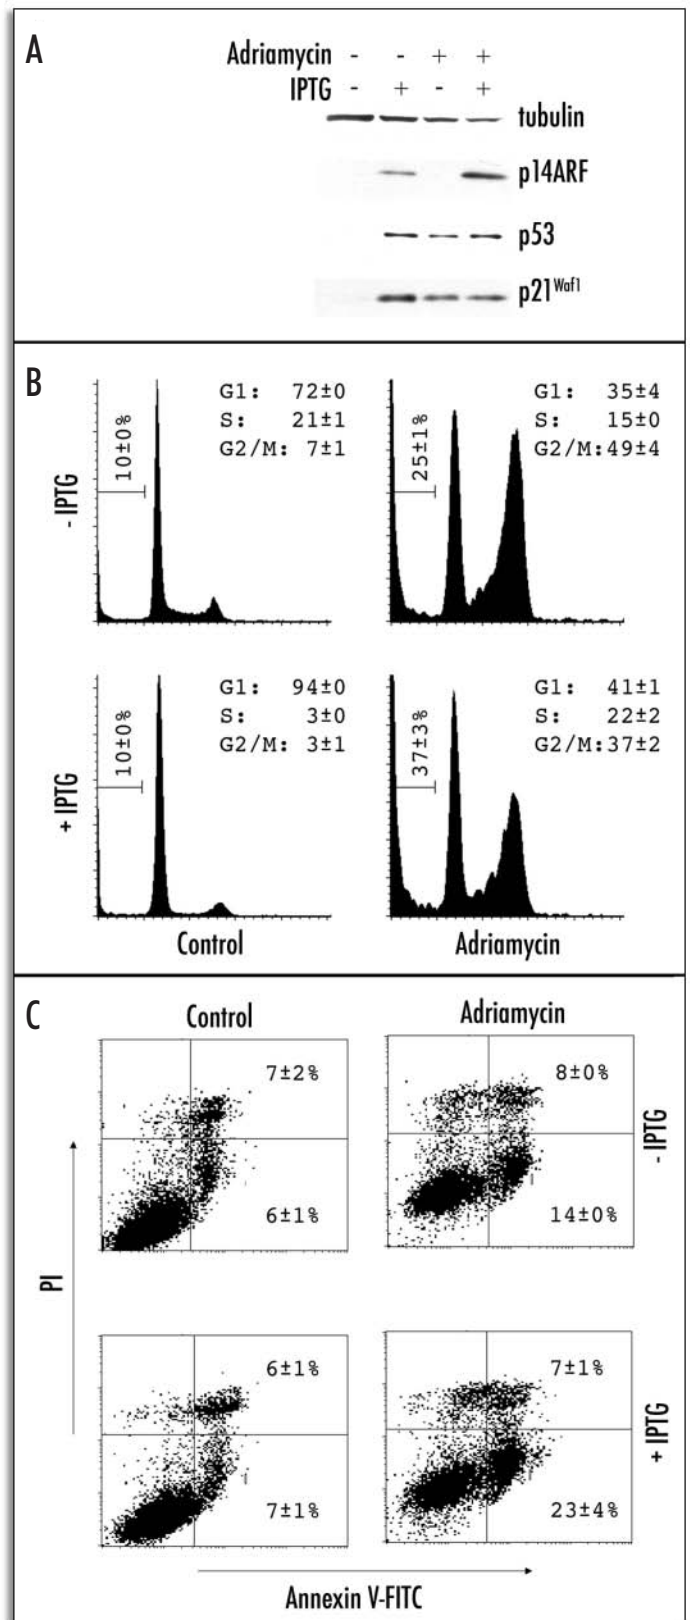 A
Adriamycin - - + +
IPTG - + - +
tubulin
p14ARF
p53
p21Waf1
B
- IPTG
10±0%
G1: 72±0
S: 21±1
G2/M: 7±1
25±1%
G1: 35±4
S: 15±0
G2/M:49±4
+ IPTG
10±0%
G1: 94±0
S: 3±0
G2/M: 3±1
37±3%
G1: 41±1
S: 22±2
G2/M:37±2
Control
Adriamycin
C
Control
Adriamycin
7±2%
6±1%
8±0%
14±0%
- IPTG
PI
6±1%
7±1%
7±1%
23±4%
+ IPTG
Annexin V-FITC